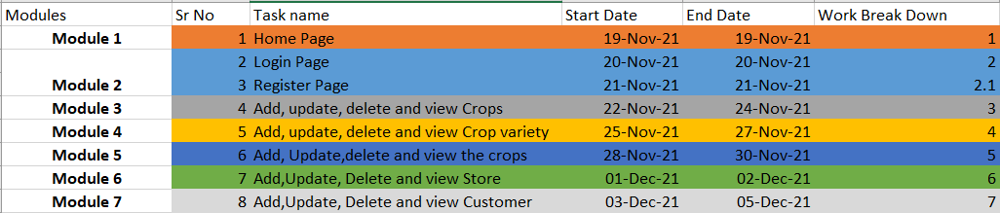 Modules Sr No Task name Start Date End Date Work Break Down
Module 1 1 Home Page 19-Nov-21 19-Nov-21 1
2 Login Page 20-Nov-21 20-Nov-21 2
Module 2 3 Register Page 21-Nov-21 21-Nov-21 2.1
Module 3 4 Add, update, delete and view Crops 22-Nov-21 24-Nov-21 3
Module 4 5 Add, update, delete and view Crop variety 25-Nov-21 27-Nov-21 4
Module 5 6 Add, Update,delete and view the crops 28-Nov-21 30-Nov-21 5
Module 6 7 Add,Update, Delete and view Store 01-Dec-21 02-Dec-21 6
Module 7 8 Add,Update, Delete and view Customer 03-Dec-21 05-Dec-21 7